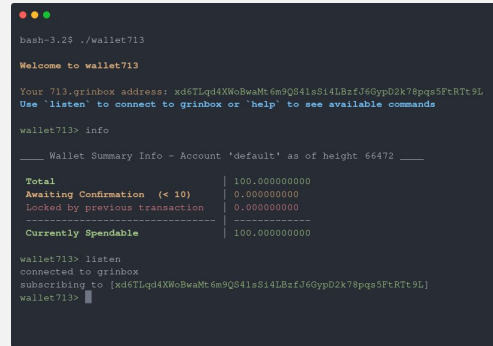 bash-3.2$ ./wallet713
Welcome to wallet713
Your 713.grinbox address: xd6TLqd4XWoBwaMt6m9QS41sSi4LBzfJ6GypD2k78pqs5FtRTt9L
Use `listen` to connect to grinbox or `help` to see available commands
wallet713> info
____ Wallet Summary Info - Account 'default' as of height 66472 ____
Total | 100.000000000
Awaiting Confirmation (< 10) | 0.000000000
Locked by previous transaction | 0.000000000
-------------------------------- | -------------
Currently Spendable | 100.000000000
wallet713> listen
connected to grinbox
subscribing to [xd6TLqd4XWoBwaMt6m9QS41sSi4LBzfJ6GypD2k78pqs5FtRTt9L]
wallet713>